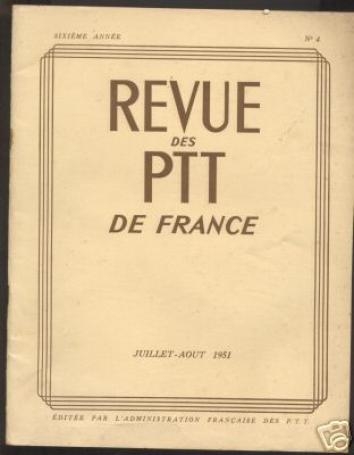 SIXIÈME ANNÉE
N° 4
REVUE
DES
PTT
DE FRANCE
JUILLET-AOUT 1951
ÉDITÉE PAR L'ADMINISTRATION FRANÇAISE DES P.T.T.